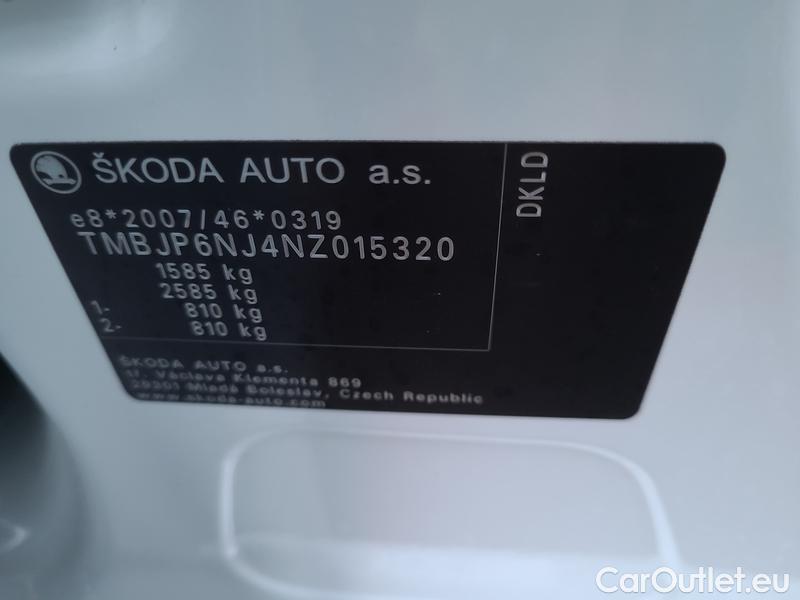 ŠKODA AUTO a.s.
DKLD
e8*2007/46*0319
TMBJP6NJ4NZ015320
1585 kg
2585 kg
1- 810 kg
2- 810 kg
ŠKODA AUTO a.s.
tř. Václava Klementa 869
29301 Mladá Boleslav, Czech Republic
www.skoda-auto.com
CarOutlet.eu